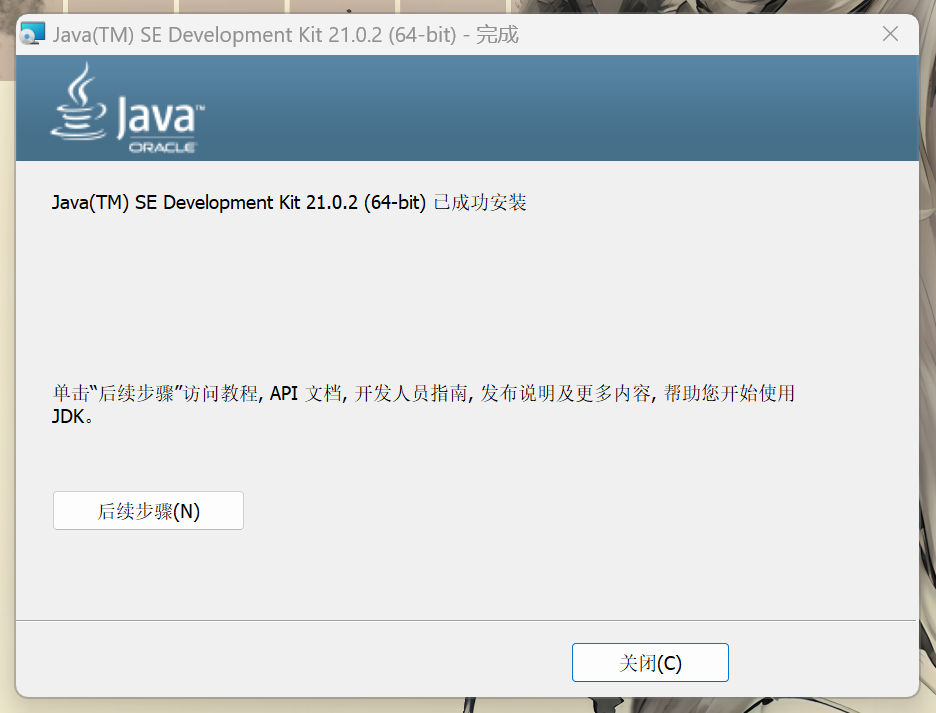 Java(TM) SE Development Kit 21.0.2 (64-bit) - 完成
Java™
ORACLE
Java(TM) SE Development Kit 21.0.2 (64-bit) 已成功安装
单击“后续步骤”访问教程, API 文档, 开发人员指南, 发布说明及更多内容, 帮助您开始使用
JDK。
后续步骤(N)
关闭(C)